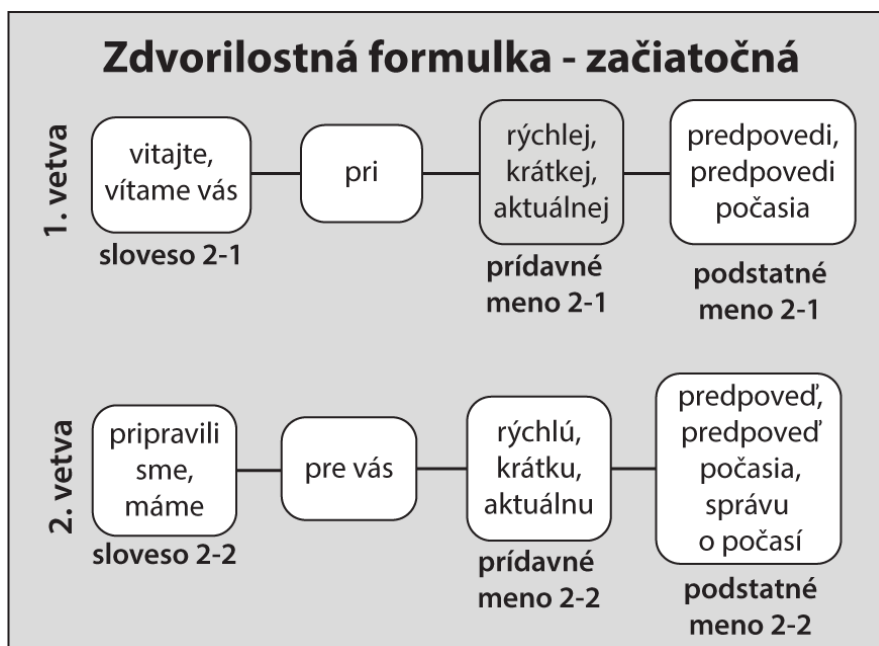 Zdvorilostná formulka - začiatočná
1. vetva
vitajte,
vítame vás
sloveso 2-1
pri
rýchlej,
krátkej,
aktuálnej
prídavné
meno 2-1
predpovedi,
predpovedi
počasia
podstatné
meno 2-1
2. vetva
pripravili
sme,
máme
sloveso 2-2
pre vás
rýchlú,
krátku,
aktuálnu
prídavné
meno 2-2
predpoveď,
predpoveď
počasia,
správu
o počasí
podstatné
meno 2-2